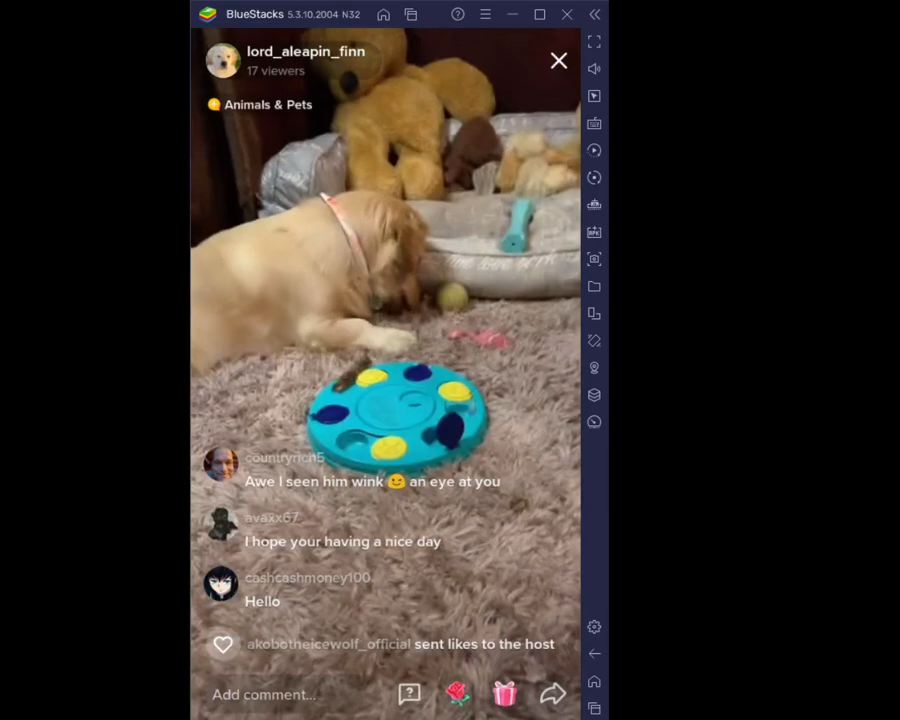 BlueStacks 5.3.10.2004 N32
lord_aleapin_finn
17 viewers
Animals & Pets
countryrich5
Awe I seen him wink 😉 an eye at you
avaxx67
I hope your having a nice day
cashcashmoney100
Hello
akobotheicewolf_official sent likes to the host
Add comment...